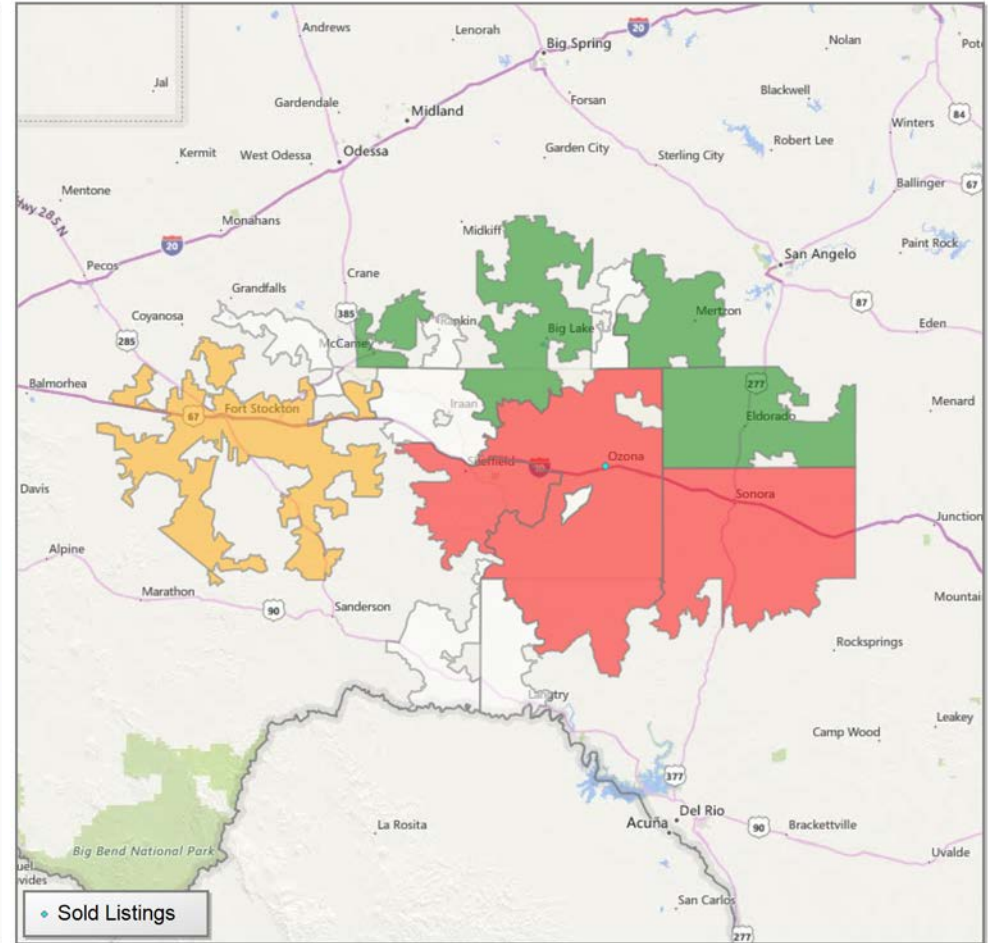 Andrews
Lenorah
20
Big Spring
Nolan
Jal
Gardendale
Midland
Forsan
Blackwell
84
Winters
Kermit
West Odessa
Odessa
Garden City
Sterling City
Robert Lee
Mentone
Ballinger
67
Hwy 285 N
Monahans
20
Midkiff
San Angelo
Paint Rock
Pecos
Crane
Grandfalls
87
Coyanosa
385
Rankin
Mertzon
Eden
285
McCamey
Big Lake
Balmorhea
277
Menard
67
Fort Stockton
Iraan
Eldorado
Sheffield
Ozona
Davis
Sonora
Junction
Alpine
Marathon
90
Sanderson
Rocksprings
Langtry
Leakey
Camp Wood
377
La Rosita
Acuña
Del Rio
90
Brackettville
Big Bend National Park
Uvalde
San Carlos
277
Sold Listings